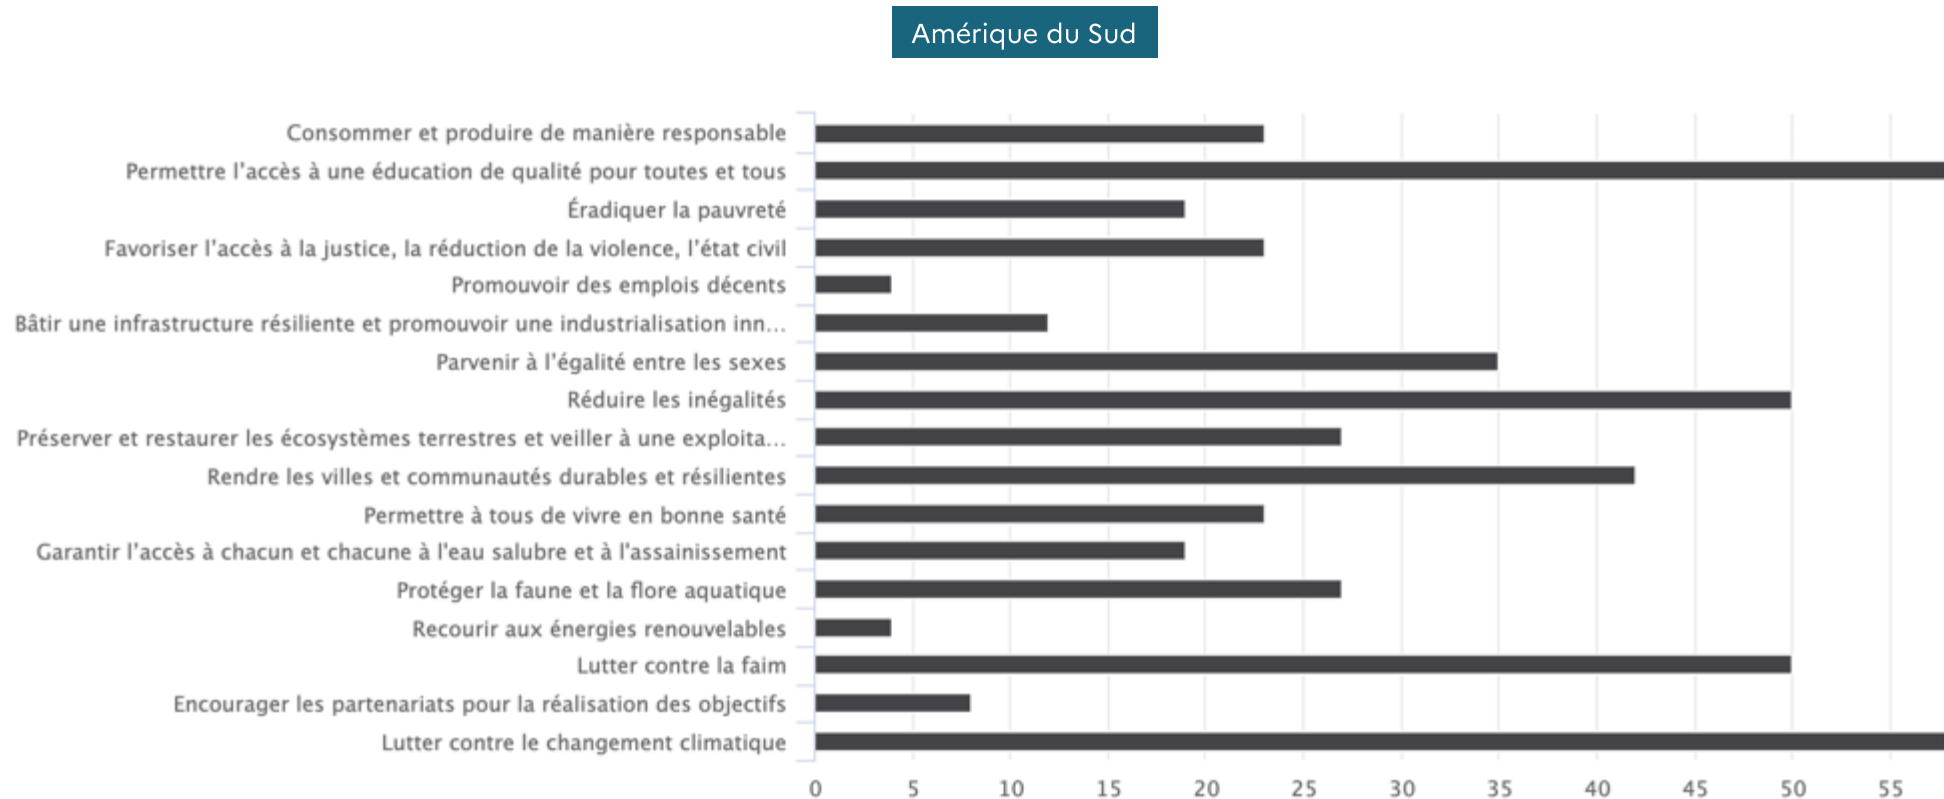 Amérique du Sud
Consommer et produire de manière responsable
Permettre l’accès à une éducation de qualité pour toutes et tous
Éradiquer la pauvreté
Favoriser l’accès à la justice, la réduction de la violence, l’état civil
Promouvoir des emplois décents
Bâtir une infrastructure résiliente et promouvoir une industrialisation inn...
Parvenir à l’égalité entre les sexes
Réduire les inégalités
Préserver et restaurer les écosystèmes terrestres et veiller à une exploita...
Rendre les villes et communautés durables et résilientes
Permettre à tous de vivre en bonne santé
Garantir l’accès à chacun et chacune à l'eau salubre et à l'assainissement
Protéger la faune et la flore aquatique
Recourir aux énergies renouvelables
Lutter contre la faim
Encourager les partenariats pour la réalisation des objectifs
Lutter contre le changement climatique
0 5 10 15 20 25 30 35 40 45 50 55